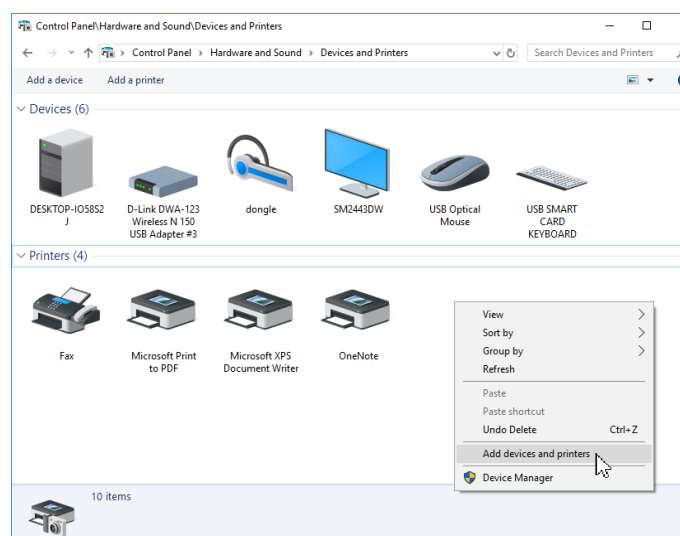 Control Panel\Hardware and Sound\Devices and Printers
Control Panel > Hardware and Sound > Devices and Printers
Search Devices and Printers
Add a device Add a printer
Devices (6)
DESKTOP-IO58S2
J
D-Link DWA-123
Wireless N 150
USB Adapter #3
dongle
SM2443DW
USB Optical
Mouse
USB SMART
CARD
KEYBOARD
Printers (4)
Fax
Microsoft Print
to PDF
Microsoft XPS
Document Writer
OneNote
View
Sort by
Group by
Refresh
Paste
Paste shortcut
Undo Delete Ctrl+Z
Add devices and printers
Device Manager
10 items